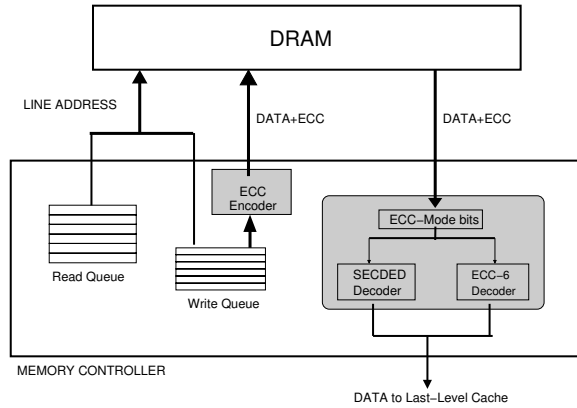 DRAM
LINE ADDRESS
DATA+ECC
DATA+ECC
ECC
Encoder
ECC−Mode bits
Read Queue
SECDED
Decoder
ECC−6
Decoder
Write Queue
MEMORY CONTROLLER
DATA to Last−Level Cache